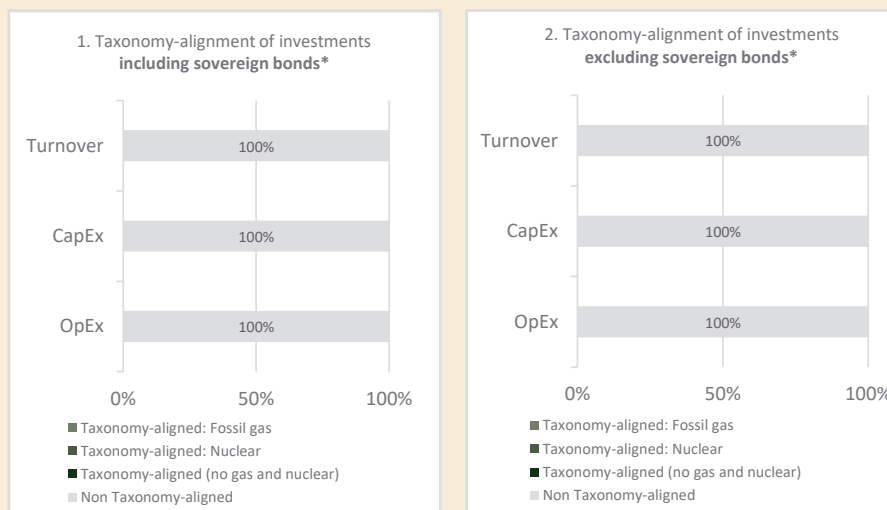 1. Taxonomy-alignment of investments
including sovereign bonds*
Turnover
100%
CapEx
100%
OpEx
100%
0% 50% 100%
Taxonomy-aligned: Fossil gas
Taxonomy-aligned: Nuclear
Taxonomy-aligned (no gas and nuclear)
Non Taxonomy-aligned
2. Taxonomy-alignment of investments
excluding sovereign bonds*
Turnover
100%
CapEx
100%
OpEx
100%
0% 50% 100%
Taxonomy-aligned: Fossil gas
Taxonomy-aligned: Nuclear
Taxonomy-aligned (no gas and nuclear)
Non Taxonomy-aligned